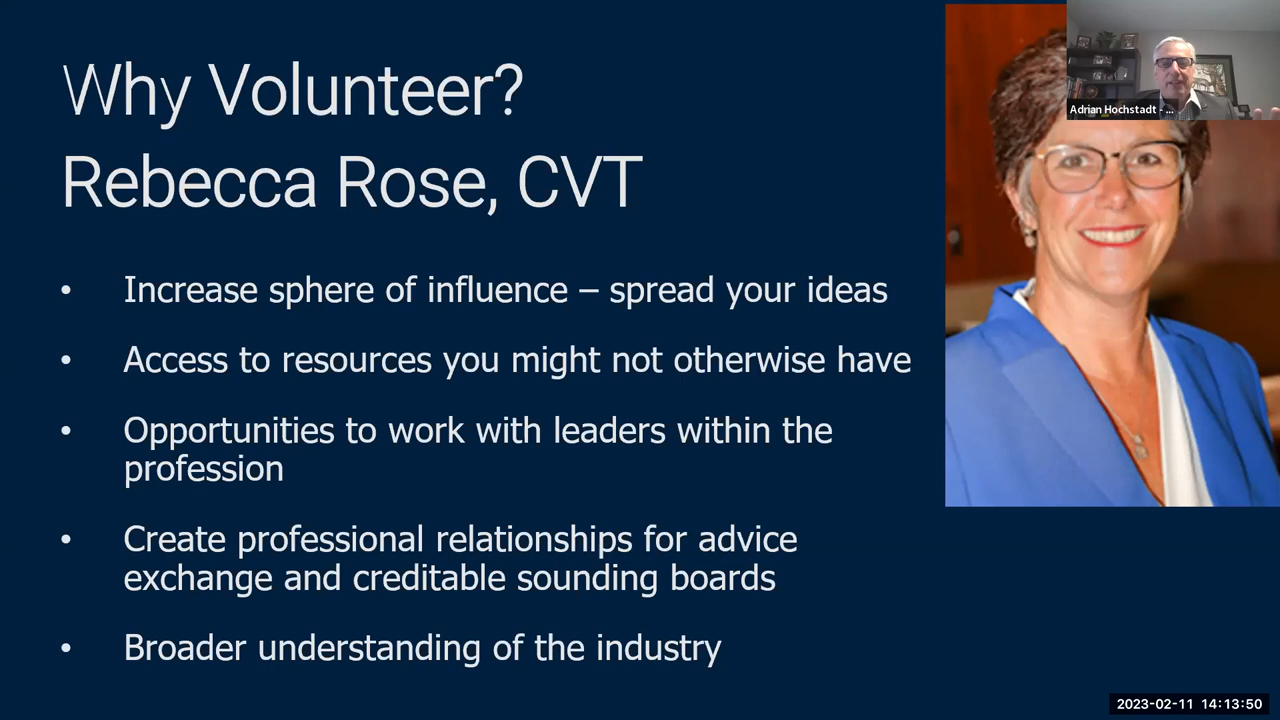 Why Volunteer?
Rebecca Rose, CVT
• Increase sphere of influence – spread your ideas
• Access to resources you might not otherwise have
• Opportunities to work with leaders within the
profession
• Create professional relationships for advice
exchange and creditable sounding boards
• Broader understanding of the industry
Adrian Hochstadt - ...
2023-02-11 14:13:50